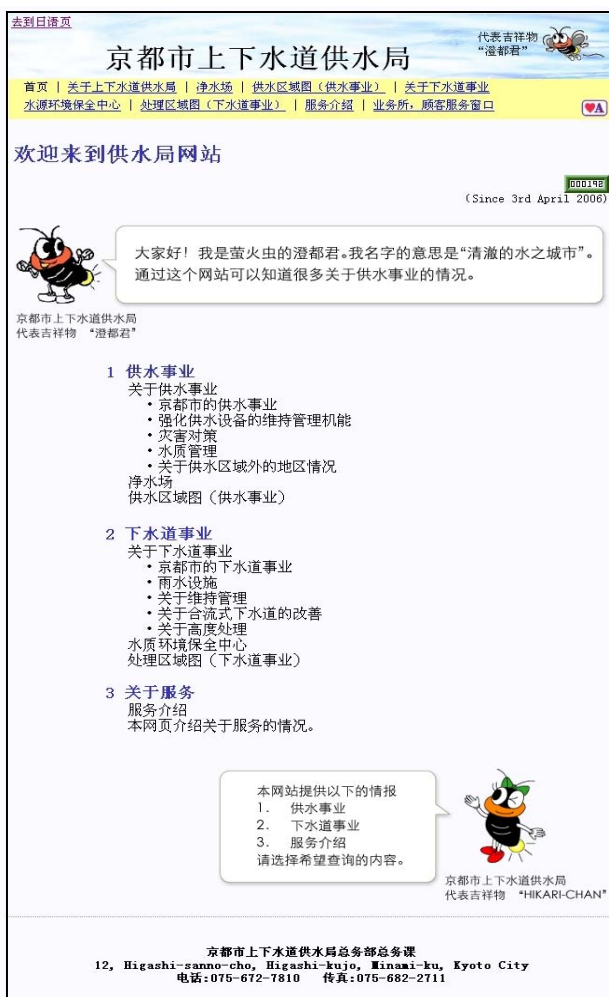 去到日语页
代表吉祥物
“澄都君”
京都市上下水道供水局
首页 | 关于上下水道供水局 | 净水场 | 供水区域图（供水事业） | 关于下水道事业
水源环境保全中心 | 处理区域图（下水道事业） | 服务介绍 | 业务所，顾客服务窗口
A
欢迎来到供水局网站
000192
(Since 3rd April 2006)
大家好！我是萤火虫的澄都君。我名字的意思是“清澈的水之城市”。
通过这个网站可以知道很多关于供水事业的情况。
京都市上下水道供水局
代表吉祥物 “澄都君”
1 供水事业
关于供水事业
・京都市的供水事业
・强化供水设备的维持管理机能
・灾害对策
・水质管理
・关于供水区域外的地区情况
净水场
供水区域图（供水事业）
2 下水道事业
关于下水道事业
・京都市的下水道事业
・雨水设施
・关于维持管理
・关于合流式下水道的改善
・关于高度处理
水质环境保全中心
处理区域图（下水道事业）
3 关于服务
服务介绍
本网页介绍关于服务的情况。
本网站提供以下的情报
1. 供水事业
2. 下水道事业
3. 服务介绍
请选择希望查询的内容。
京都市上下水道供水局
代表吉祥物 “HIKARI-CHAN”
京都市上下水道供水局总务部总务课
12, Higashi-sanno-cho, Higashi-kujo, Minami-ku, Kyoto City
电话:075-672-7810 传真:075-682-2711